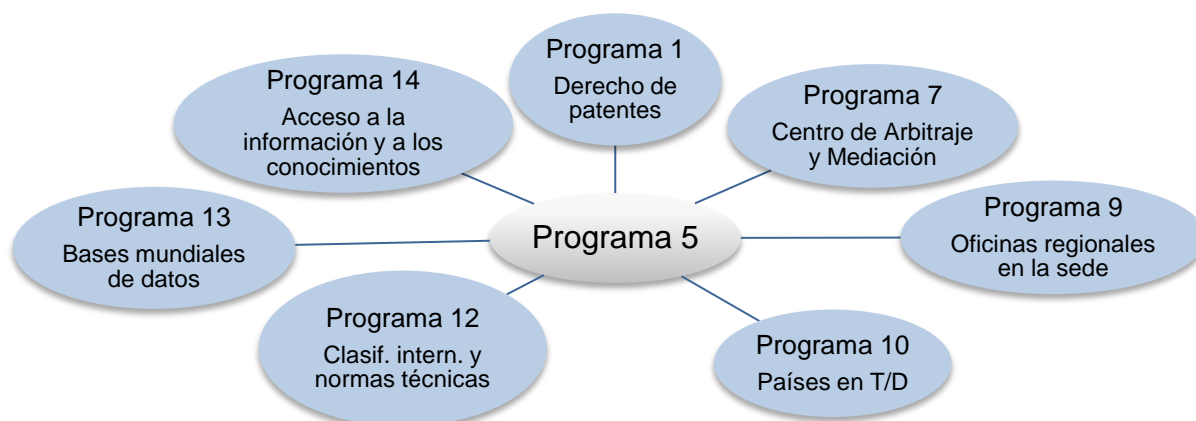 Programa 1
Derecho de
patentes
Programa 14
Acceso a la
información y a los
conocimientos
Programa 7
Centro de Arbitraje
y Mediación
Programa 13
Bases mundiales
de datos
Programa 5
Programa 9
Oficinas regionales
en la sede
Programa 12
Clasif. intern. y
normas técnicas
Programa 10
Países en T/D